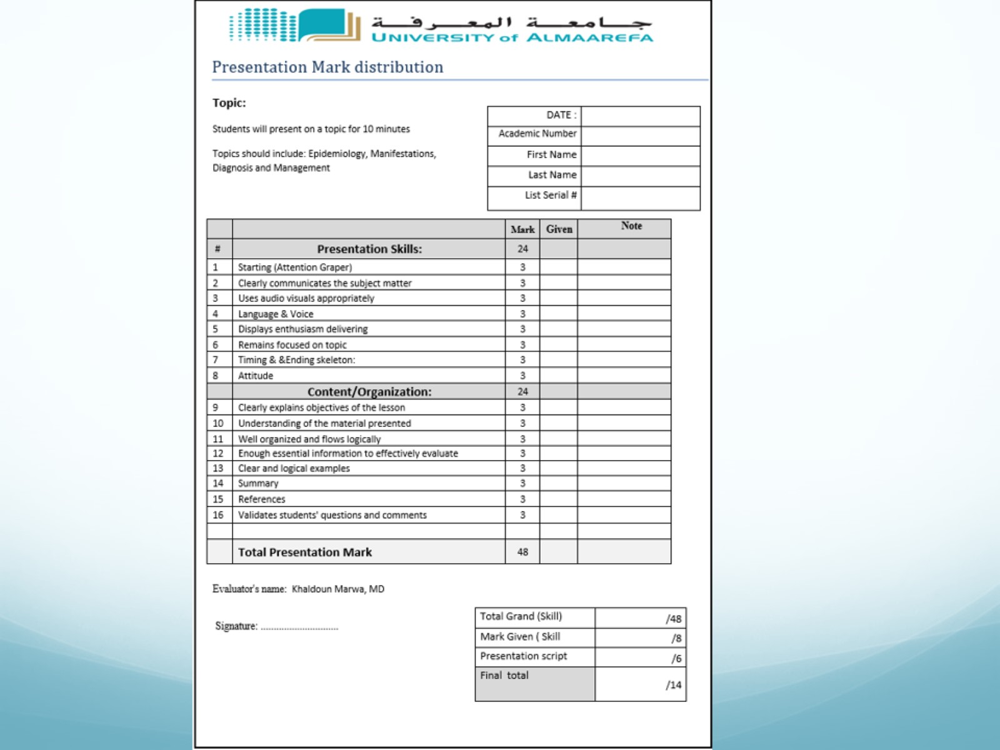 جامعة المعرفة
UNIVERSITY of ALMAAREFA
Presentation Mark distribution
Topic:
Students will present on a topic for 10 minutes
Topics should include: Epidemiology, Manifestations,
Diagnosis and Management
DATE :
Academic Number
First Name
Last Name
List Serial #
Mark Given Note
# Presentation Skills: 24
1 Starting (Attention Graper) 3
2 Clearly communicates the subject matter 3
3 Uses audio visuals appropriately 3
4 Language & Voice 3
5 Displays enthusiasm delivering 3
6 Remains focused on topic 3
7 Timing & &Ending skeleton: 3
8 Attitude 3
Content/Organization: 24
9 Clearly explains objectives of the lesson 3
10 Understanding of the material presented 3
11 Well organized and flows logically 3
12 Enough essential information to effectively evaluate 3
13 Clear and logical examples 3
14 Summary 3
15 References 3
16 Validates students' questions and comments 3
Total Presentation Mark 48
Evaluator's name: Khaldoun Marwa, MD
Signature: ................................
Total Grand (Skill) /48
Mark Given ( Skill /8
Presentation script /6
Final total /14